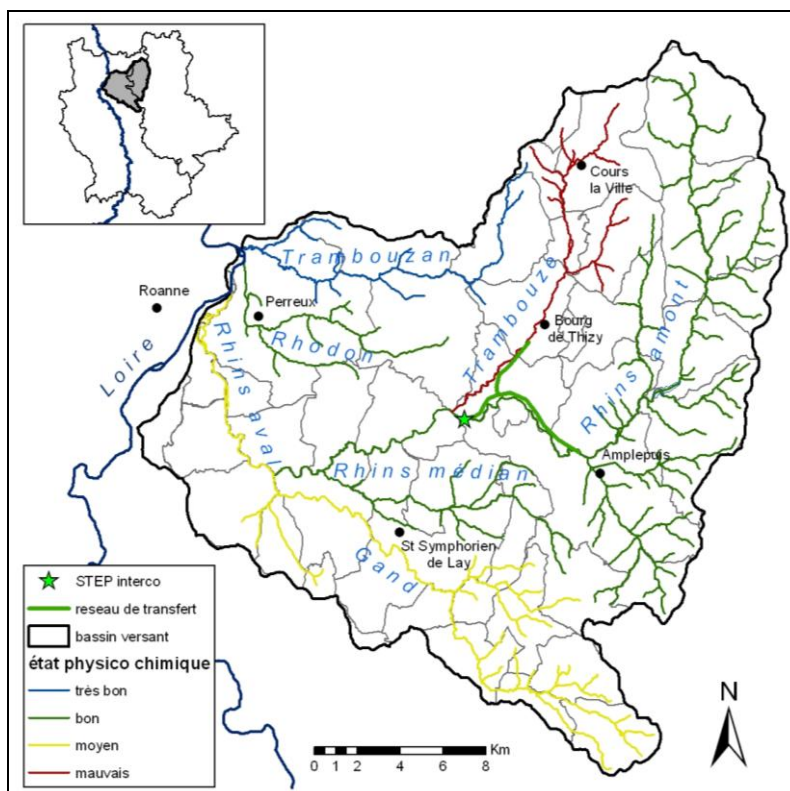 Cours
la Ville
Trambouzan
Roanne
Perreux
Trambouze
Bourg
de Thizy
Rhins amont
Loire
Rhodon
Rhins aval
Rhins médian
Amplepuis
St Symphorien
de Lay
Gand
STEP interco
reseau de transfert
bassin versant
état physico chimique
très bon
bon
moyen
mauvais
N
Km
0 1 2 4 6 8